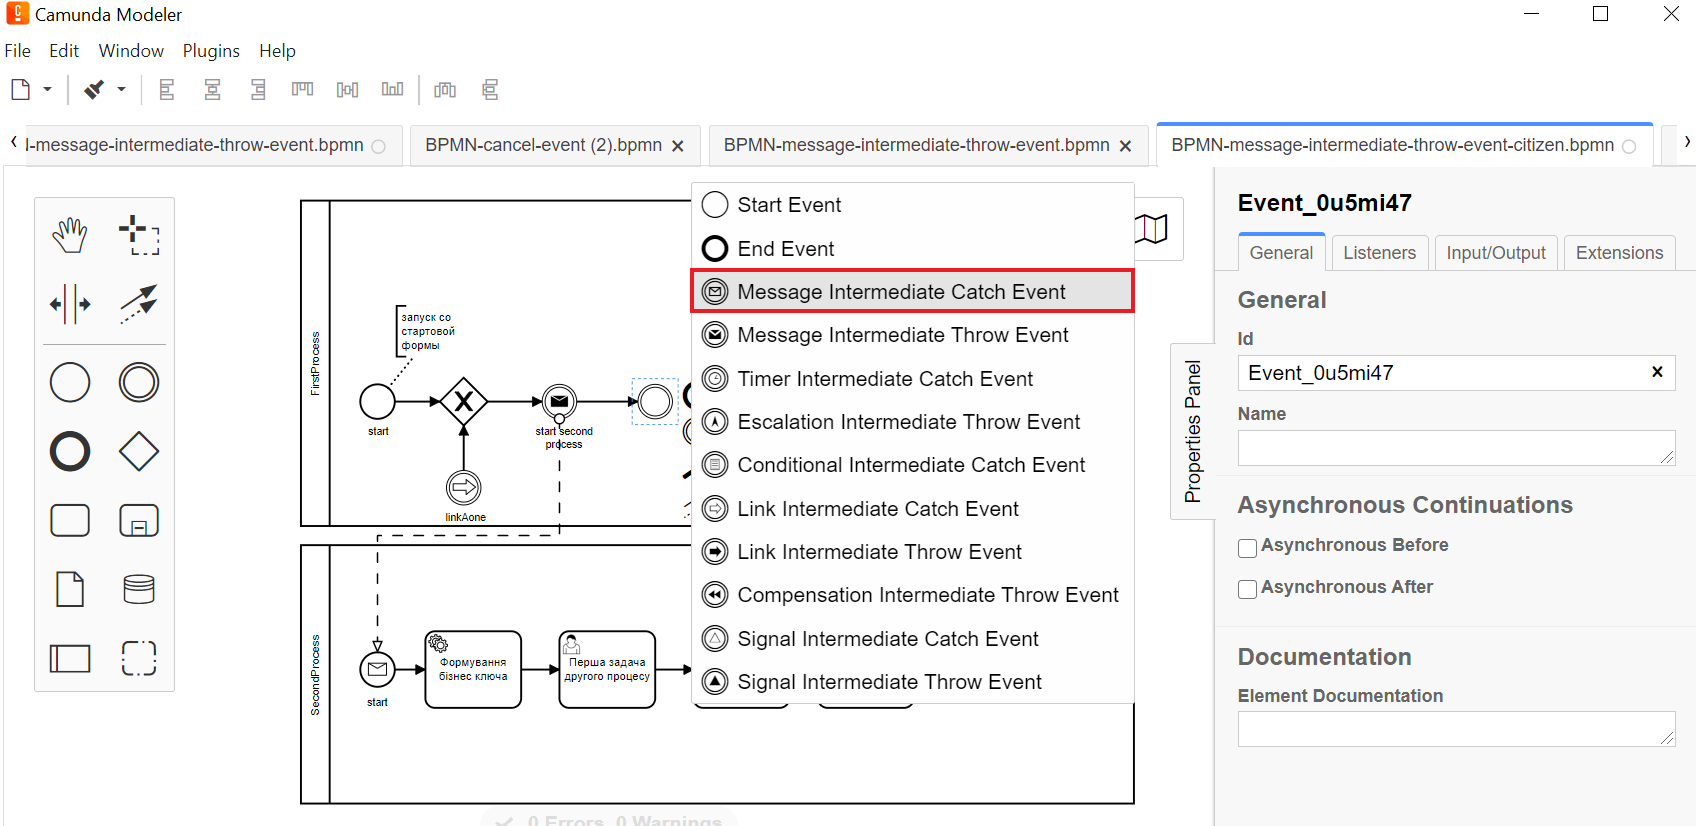 Camunda Modeler
File Edit Window Plugins Help
-message-intermediate-throw-event.bpmn
BPMN-cancel-event (2).bpmn
BPMN-message-intermediate-throw-event.bpmn
BPMN-message-intermediate-throw-event-citizen.bpmn
FirstProcess
запуск со
стартовой
формы
start
start second
process
linkAone
SecondProcess
start
Формування
бізнес ключа
Перша задача
другого процесу
Start Event
End Event
Message Intermediate Catch Event
Message Intermediate Throw Event
Timer Intermediate Catch Event
Escalation Intermediate Throw Event
Conditional Intermediate Catch Event
Link Intermediate Catch Event
Link Intermediate Throw Event
Compensation Intermediate Throw Event
Signal Intermediate Catch Event
Signal Intermediate Throw Event
0 Errors, 0 Warnings
Properties Panel
Event_0u5mi47
General Listeners Input/Output Extensions
General
Id
Event_0u5mi47
Name
Asynchronous Continuations
Asynchronous Before
Asynchronous After
Documentation
Element Documentation